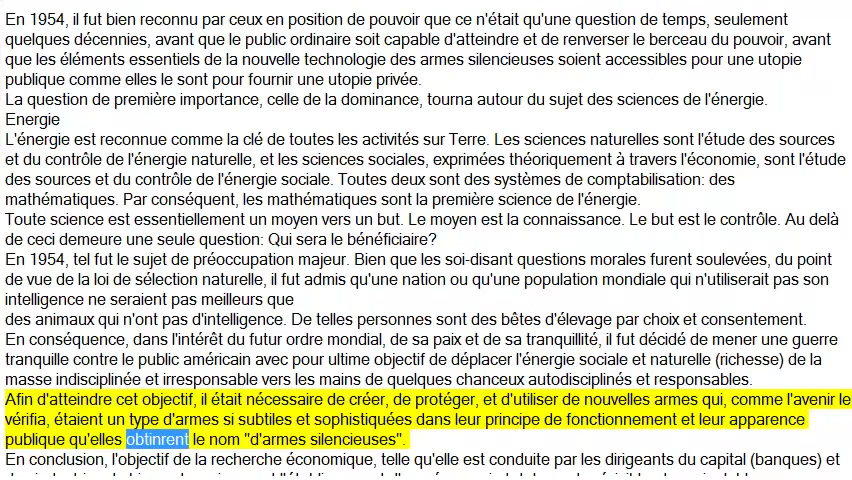 En 1954, il fut bien reconnu par ceux en position de pouvoir que ce n'était qu'une question de temps, seulement
quelques décennies, avant que le public ordinaire soit capable d'atteindre et de renverser le berceau du pouvoir, avant
que les éléments essentiels de la nouvelle technologie des armes silencieuses soient accessibles pour une utopie
publique comme elles le sont pour fournir une utopie privée.
La question de première importance, celle de la dominance, tourna autour du sujet des sciences de l'énergie.
Energie
L'énergie est reconnue comme la clé de toutes les activités sur Terre. Les sciences naturelles sont l'étude des sources
et du contrôle de l'énergie naturelle, et les sciences sociales, exprimées théoriquement à travers l'économie, sont l'étude
des sources et du contrôle de l'énergie sociale. Toutes deux sont des systèmes de comptabilisation: des
mathématiques. Par conséquent, les mathématiques sont la première science de l'énergie.
Toute science est essentiellement un moyen vers un but. Le moyen est la connaissance. Le but est le contrôle. Au delà
de ceci demeure une seule question: Qui sera le bénéficiaire?
En 1954, tel fut le sujet de préoccupation majeur. Bien que les soi-disant questions morales furent soulevées, du point
de vue de la loi de sélection naturelle, il fut admis qu'une nation ou qu'une population mondiale qui n'utiliserait pas son
intelligence ne seraient pas meilleurs que
des animaux qui n'ont pas d'intelligence. De telles personnes sont des bêtes d'élevage par choix et consentement.
En conséquence, dans l'intérêt du futur ordre mondial, de sa paix et de sa tranquillité, il fut décidé de mener une guerre
tranquille contre le public américain avec pour ultime objectif de déplacer l'énergie sociale et naturelle (richesse) de la
masse indisciplinée et irresponsable vers les mains de quelques chanceux autodisciplinés et responsables.
Afin d'atteindre cet objectif, il était nécessaire de créer, de protéger, et d'utiliser de nouvelles armes qui, comme l'avenir le
vérifia, étaient un type d'armes si subtiles et sophistiquées dans leur principe de fonctionnement et leur apparence
publique qu'elles obtinrent le nom "d'armes silencieuses".
En conclusion, l'objectif de la recherche économique, telle qu'elle est conduite par les dirigeants du capital (banques) et